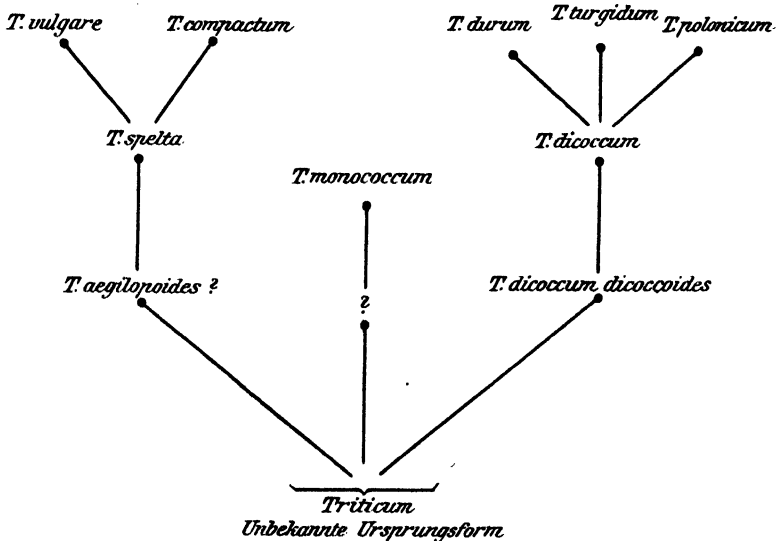 T. vulgare
T. compactum
T. durum
T. turgidum
T. polonicum
T. spelta
T. dicoccum
T. monococcum
T. aegilopoides ?
T. dicoccum dicoccoides
?
Triticum
Unbekannte Ursprungsform